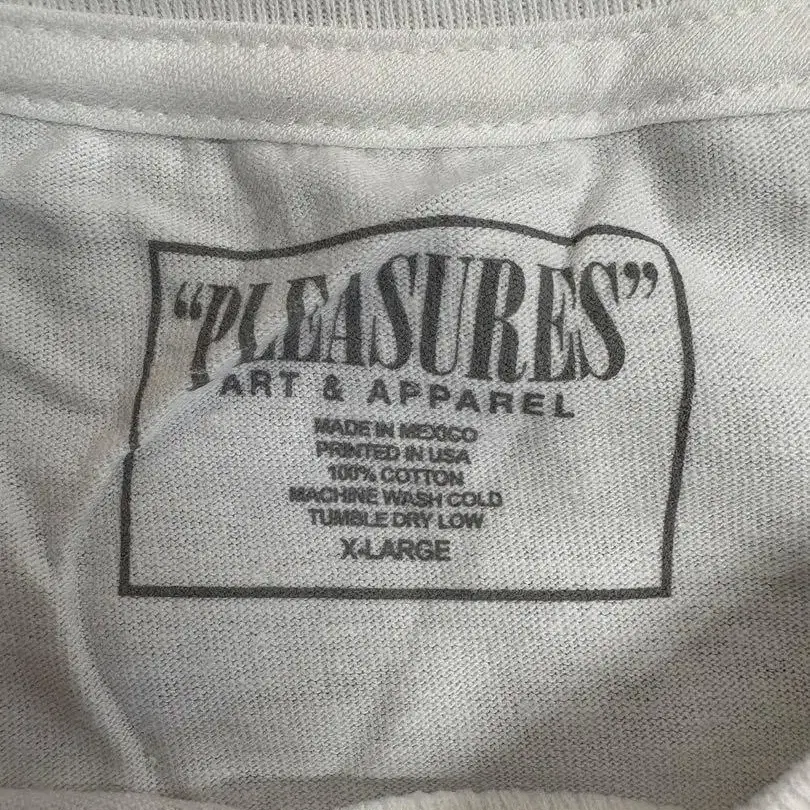 “PLEASURES”
ART & APPAREL
MADE IN MEXICO
PRINTED IN USA
100% COTTON
MACHINE WASH COLD
TUMBLE DRY LOW
X-LARGE